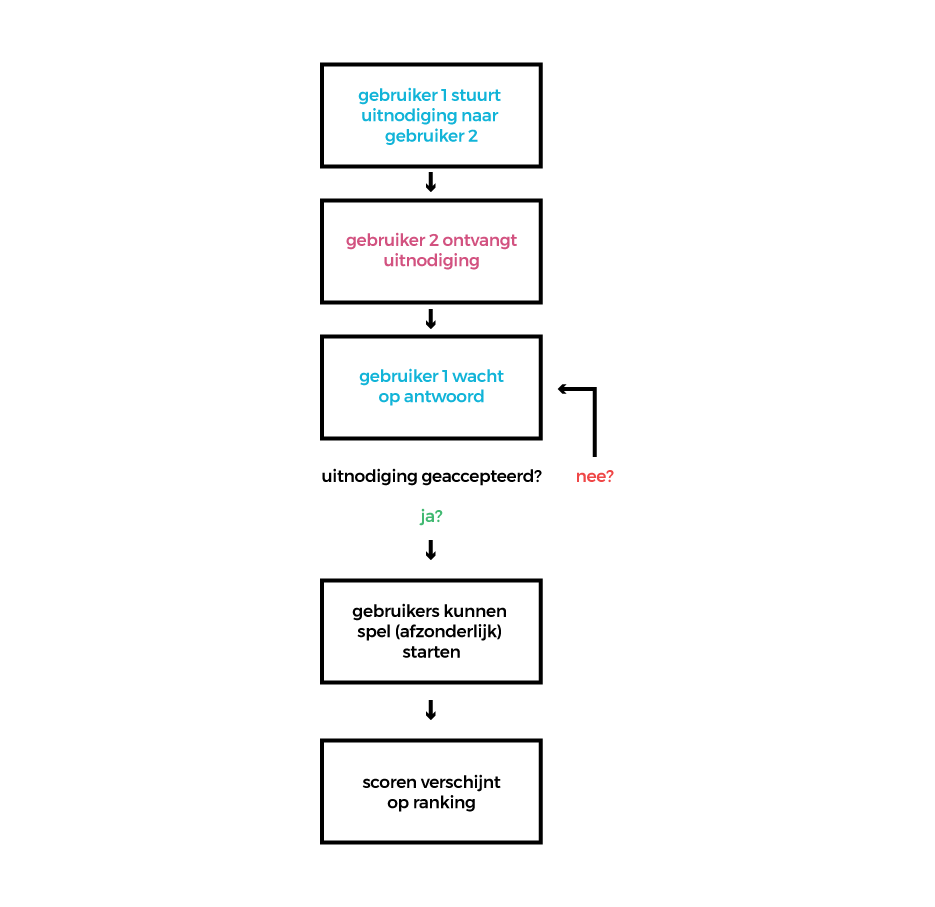 gebruiker 1 stuurt
uitnodiging naar
gebruiker 2
gebruiker 2 ontvangt
uitnodiging
gebruiker 1 wacht
op antwoord
uitnodiging geaccepteerd? nee?
ja?
gebruikers kunnen
spel (afzonderlijk)
starten
scoren verschijnt
op ranking